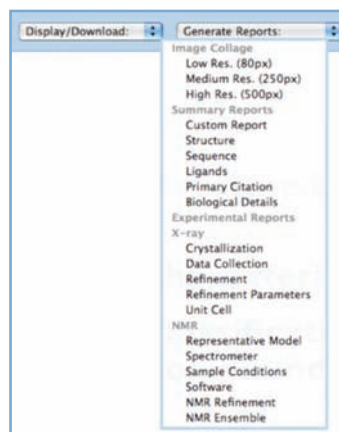 Display/Download: Generate Reports:
Image Collage
Low Res. (80px)
Medium Res. (250px)
High Res. (500px)
Summary Reports
Custom Report
Structure
Sequence
Ligands
Primary Citation
Biological Details
Experimental Reports
X-ray
Crystallization
Data Collection
Refinement
Refinement Parameters
Unit Cell
NMR
Representative Model
Spectrometer
Sample Conditions
Software
NMR Refinement
NMR Ensemble